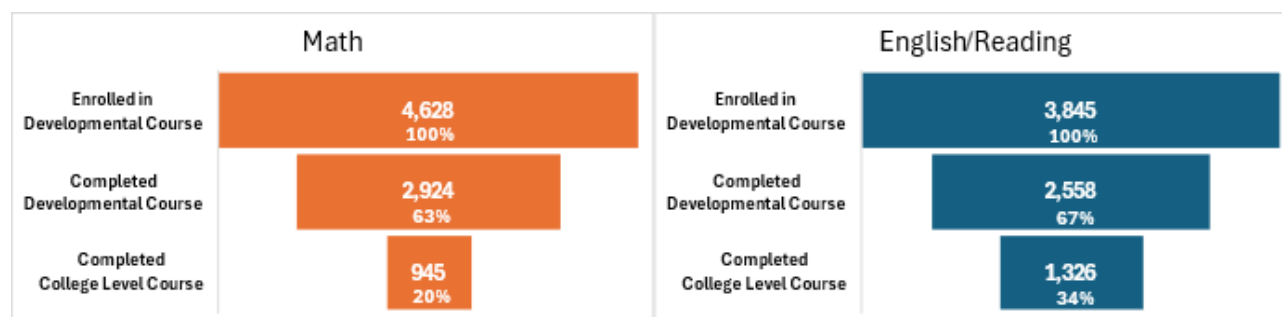 Math
Enrolled in
Developmental Course
4,628
100%
Completed
Developmental Course
2,924
63%
Completed
College Level Course
945
20%
English/Reading
Enrolled in
Developmental Course
3,845
100%
Completed
Developmental Course
2,558
67%
Completed
College Level Course
1,326
34%